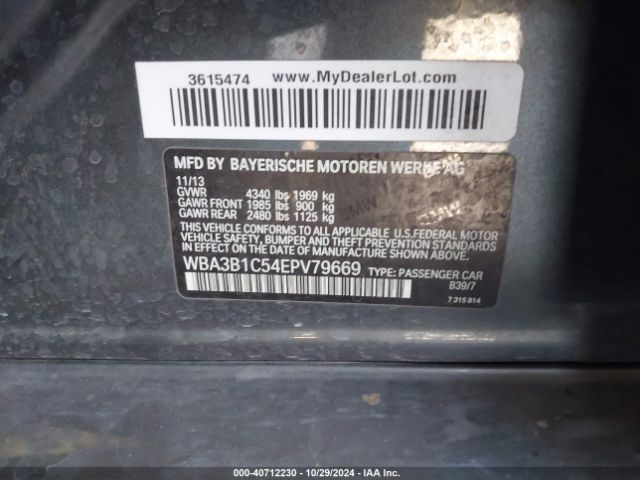 3615474 www.MyDealerLot.com
MFD BY BAYERISCHE MOTOREN WERKE AG
11/13
GVWR 4340 lbs 1969 kg
GAWR FRONT 1985 lbs 900 kg
GAWR REAR 2480 lbs 1125 kg
THIS VEHICLE CONFORMS TO ALL APPLICABLE U.S.FEDERAL MOTOR
VEHICLE SAFETY, BUMPER AND THEFT PREVENTION STANDARDS IN EFFECT ON THE
DATE OF MANUFACTURE SHOWN ABOVE.
WBA3B1C54EPV79669 TYPE: PASSENGER CAR
B39/7
7 315 814
000-40712230 - 10/29/2024 - IAA Inc.